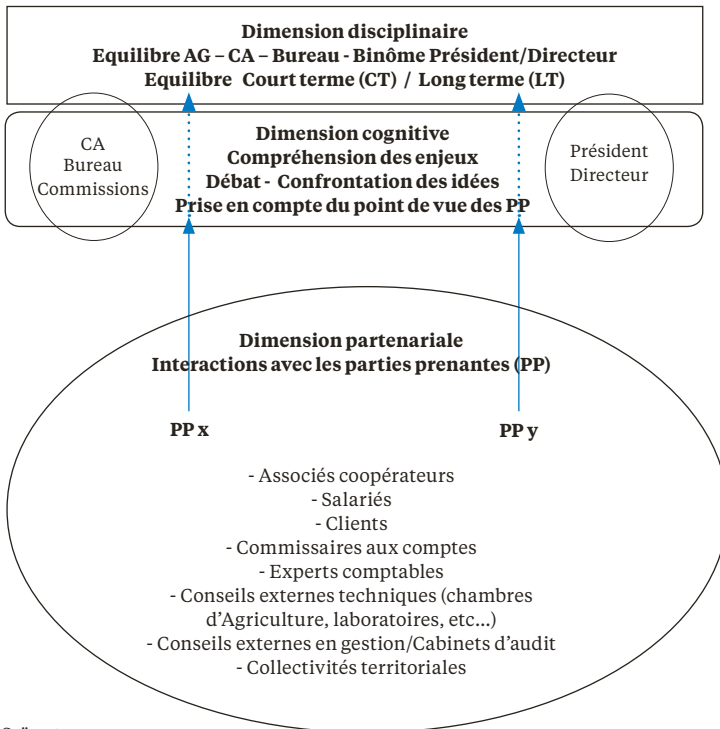 Dimension disciplinaire
Equilibre AG – CA – Bureau - Binôme Président/Directeur
Equilibre Court terme (CT) / Long terme (LT)
CA
Bureau
Commissions
Dimension cognitive
Compréhension des enjeux
Débat - Confrontation des idées
Prise en compte du point de vue des PP
Président
Directeur
Dimension partenariale
Interactions avec les parties prenantes (PP)
PP x
PP y
- Associés coopérateurs
- Salariés
- Clients
- Commissaires aux comptes
- Experts comptables
- Conseils externes techniques (chambres
d’Agriculture, laboratoires, etc...)
- Conseils externes en gestion/Cabinets d’audit
- Collectivités territoriales